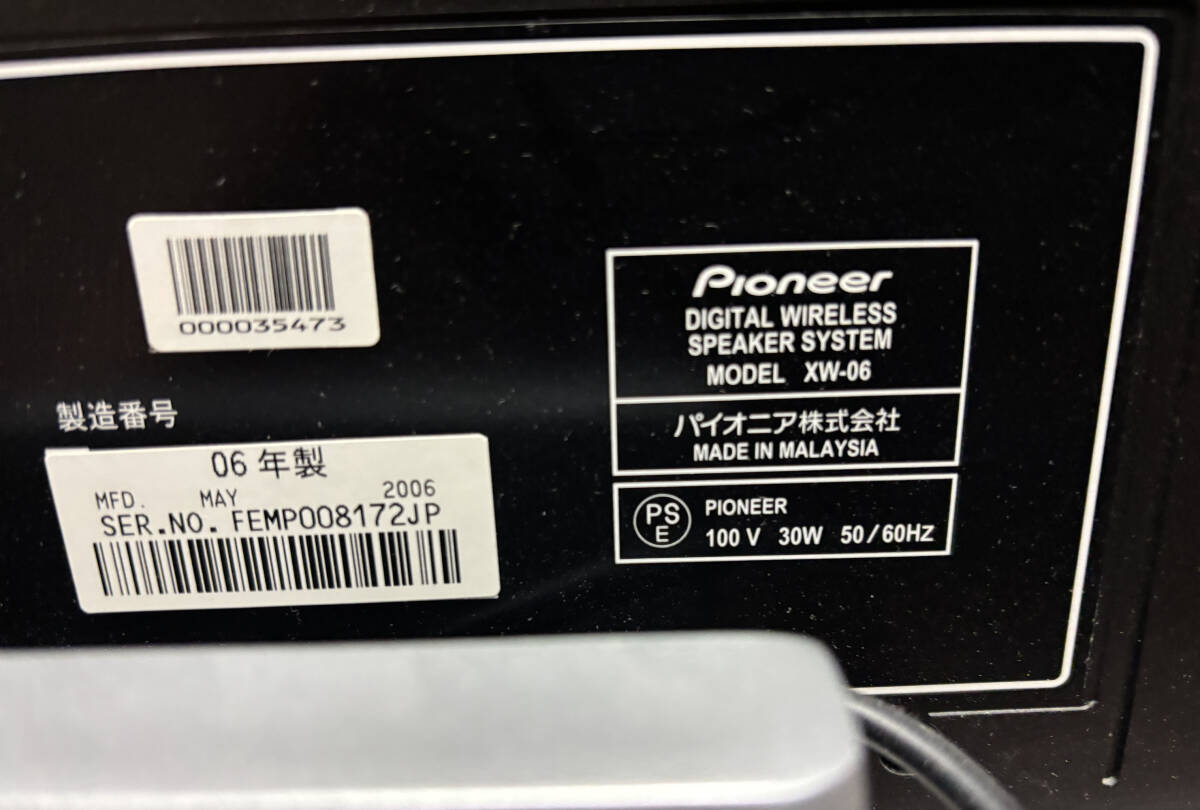 000035473
製造番号
06 年製
MFD. MAY 2006
SER.NO. FEMP008172JP
Pioneer
DIGITAL WIRELESS
SPEAKER SYSTEM
MODEL XW-06
パイオニア株式会社
MADE IN MALAYSIA
PS
E
PIONEER
100 V 30W 50/60HZ